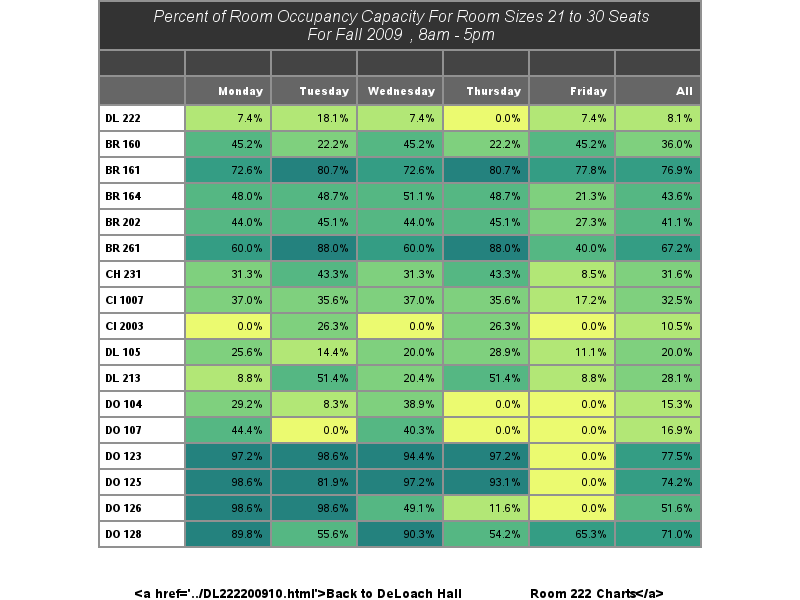 Percent of Room Occupancy Capacity For Room Sizes 21 to 30 Seats
For Fall 2009 , 8am - 5pm
Monday Tuesday Wednesday Thursday Friday All
DL 222 7.4% 18.1% 7.4% 0.0% 7.4% 8.1%
BR 160 45.2% 22.2% 45.2% 22.2% 45.2% 36.0%
BR 161 72.6% 80.7% 72.6% 80.7% 77.8% 76.9%
BR 164 48.0% 48.7% 51.1% 48.7% 21.3% 43.6%
BR 202 44.0% 45.1% 44.0% 45.1% 27.3% 41.1%
BR 261 60.0% 88.0% 60.0% 88.0% 40.0% 67.2%
CH 231 31.3% 43.3% 31.3% 43.3% 8.5% 31.6%
CI 1007 37.0% 35.6% 37.0% 35.6% 17.2% 32.5%
CI 2003 0.0% 26.3% 0.0% 26.3% 0.0% 10.5%
DL 105 25.6% 14.4% 20.0% 28.9% 11.1% 20.0%
DL 213 8.8% 51.4% 20.4% 51.4% 8.8% 28.1%
DO 104 29.2% 8.3% 38.9% 0.0% 0.0% 15.3%
DO 107 44.4% 0.0% 40.3% 0.0% 0.0% 16.9%
DO 123 97.2% 98.6% 94.4% 97.2% 0.0% 77.5%
DO 125 98.6% 81.9% 97.2% 93.1% 0.0% 74.2%
DO 126 98.6% 98.6% 49.1% 11.6% 0.0% 51.6%
DO 128 89.8% 55.6% 90.3% 54.2% 65.3% 71.0%
<a href='../DL222200910.html'>Back to DeLoach Hall Room 222 Charts</a>